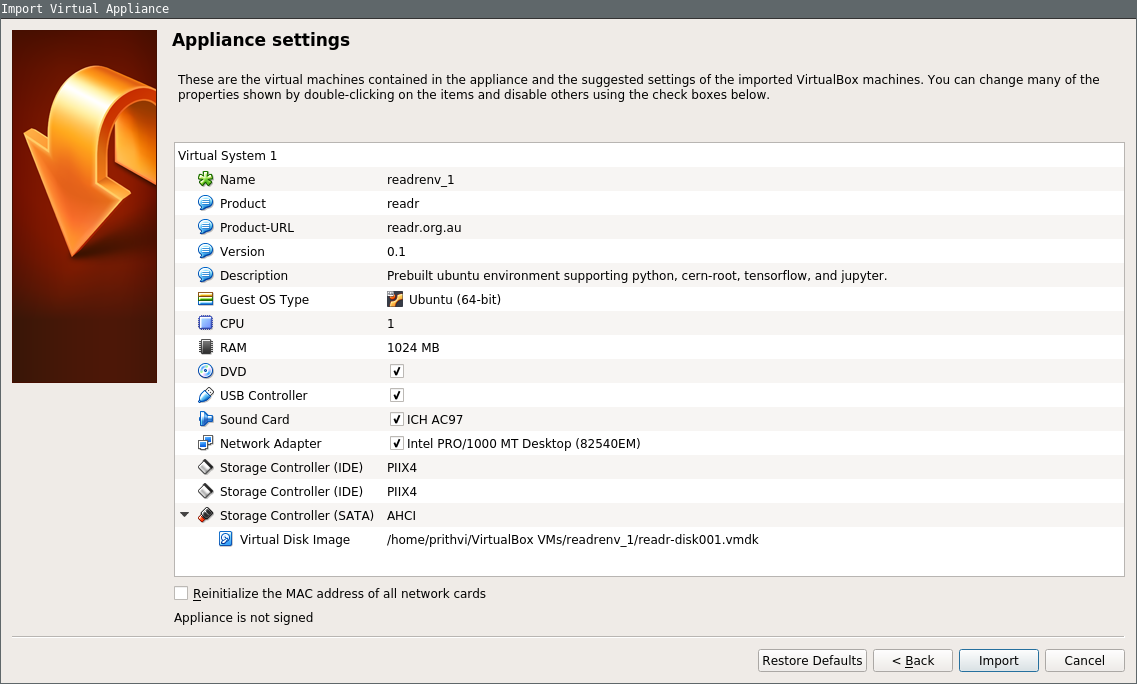 Import Virtual Appliance
Appliance settings
These are the virtual machines contained in the appliance and the suggested settings of the imported VirtualBox machines. You can change many of the
properties shown by double-clicking on the items and disable others using the check boxes below.
Virtual System 1
Name readrenv_1
Product readr
Product-URL readr.org.au
Version 0.1
Description Prebuilt ubuntu environment supporting python, cern-root, tensorflow, and jupyter.
Guest OS Type Ubuntu (64-bit)
CPU 1
RAM 1024 MB
DVD
USB Controller
Sound Card ICH AC97
Network Adapter Intel PRO/1000 MT Desktop (82540EM)
Storage Controller (IDE) PIIX4
Storage Controller (IDE) PIIX4
Storage Controller (SATA) AHCI
Virtual Disk Image /home/prithvi/VirtualBox VMs/readrenv_1/readr-disk001.vmdk
Reinitialize the MAC address of all network cards
Appliance is not signed
Restore Defaults < Back Import Cancel